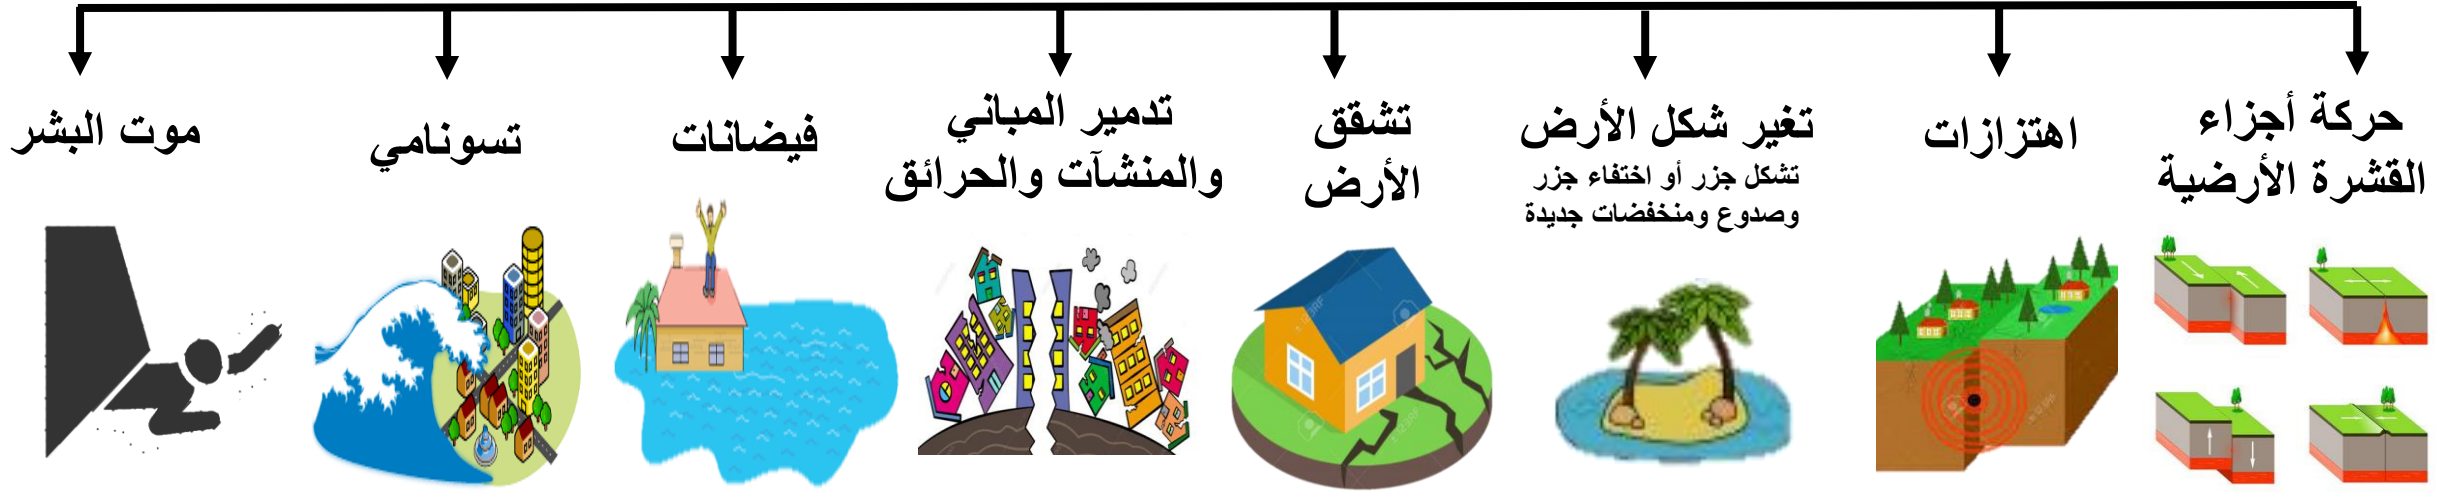 حركة أجزاء
القشرة الأرضية
اهتزازات
تغير شكل الأرض
تشكل جزر أو اختفاء جزر
وصدوع ومنخفضات جديدة
تشقق
الأرض
تدمير المباني
والمنشآت والحرائق
فيضانات
تسونامي
موت البشر